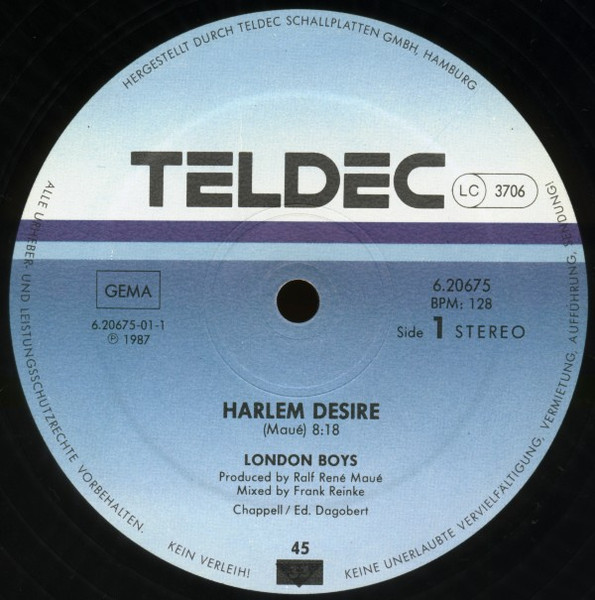 HERGESTELLT DURCH TELDEC SCHALLPLATTEN GMBH, HAMBURG
TELDEC
LC 3706
GEMA
6.20675-01-1
℗ 1987
6.20675
BPM: 128
Side 1 STEREO
HARLEM DESIRE
(Maué) 8:18
LONDON BOYS
Produced by Ralf René Maué
Mixed by Frank Reinke
Chappell / Ed. Dagobert
45
ALLE URHEBER- UND LEISTUNGSSCHUTZRECHTE VORBEHALTEN. KEIN VERLEIH! KEINE UNERLAUBTE VERVIELFÄLTIGUNG, VERMIETUNG, AUFFÜHRUNG, SENDUNG!